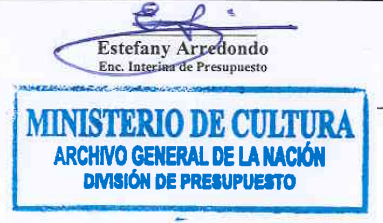 Estefany Arredondo
Enc. Interina de Presupuesto
MINISTERIO DE CULTURA
ARCHIVO GENERAL DE LA NACIÓN
DIVISIÓN DE PRESUPUESTO